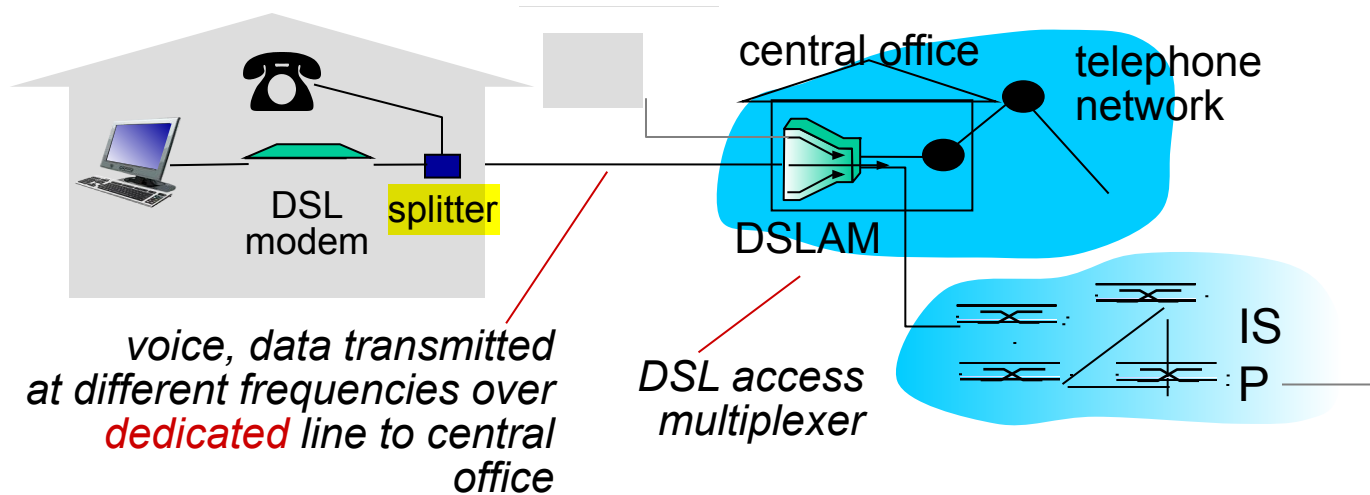 central office
telephone
network
DSL
modem
splitter
DSLAM
voice, data transmitted
at different frequencies over
dedicated line to central
office
DSL access
multiplexer
IS
P